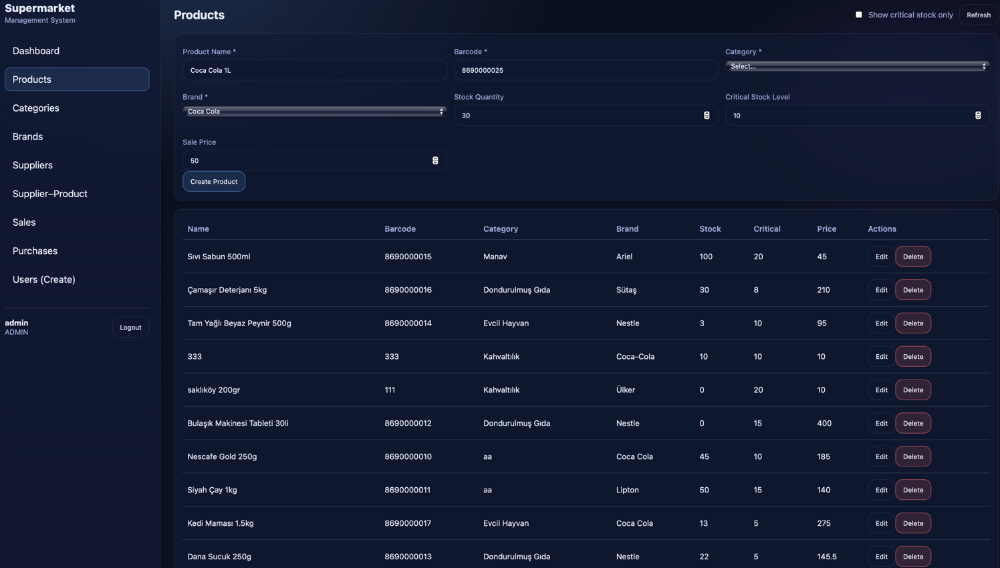 Supermarket
Management System
Dashboard
Products
Categories
Brands
Suppliers
Supplier–Product
Sales
Purchases
Users (Create)
admin
ADMIN
Logout
Products
Show critical stock only Refresh
Product Name * Barcode * Category *
Coca Cola 1L 8690000025 Select...
Brand * Stock Quantity Critical Stock Level
Coca Cola 30 10
Sale Price
50
Create Product
Name Barcode Category Brand Stock Critical Price Actions
Sıvı Sabun 500ml 8690000015 Manav Ariel 100 20 45 Edit Delete
Çamaşır Deterjanı 5kg 8690000016 Dondurulmuş Gıda Sütaş 30 8 210 Edit Delete
Tam Yağlı Beyaz Peynir 500g 8690000014 Evcil Hayvan Nestle 3 10 95 Edit Delete
333 333 Kahvaltılık Coca-Cola 10 10 10 Edit Delete
saklıköy 200gr 111 Kahvaltılık Ülker 0 20 10 Edit Delete
Bulaşık Makinesi Tableti 30li 8690000012 Dondurulmuş Gıda Nestle 0 15 400 Edit Delete
Nescafe Gold 250g 8690000010 aa Coca Cola 45 10 185 Edit Delete
Siyah Çay 1kg 8690000011 aa Lipton 50 15 140 Edit Delete
Kedi Maması 1.5kg 8690000017 Evcil Hayvan Coca Cola 13 5 275 Edit Delete
Dana Sucuk 250g 8690000013 Dondurulmuş Gıda Nestle 22 5 145.5 Edit Delete